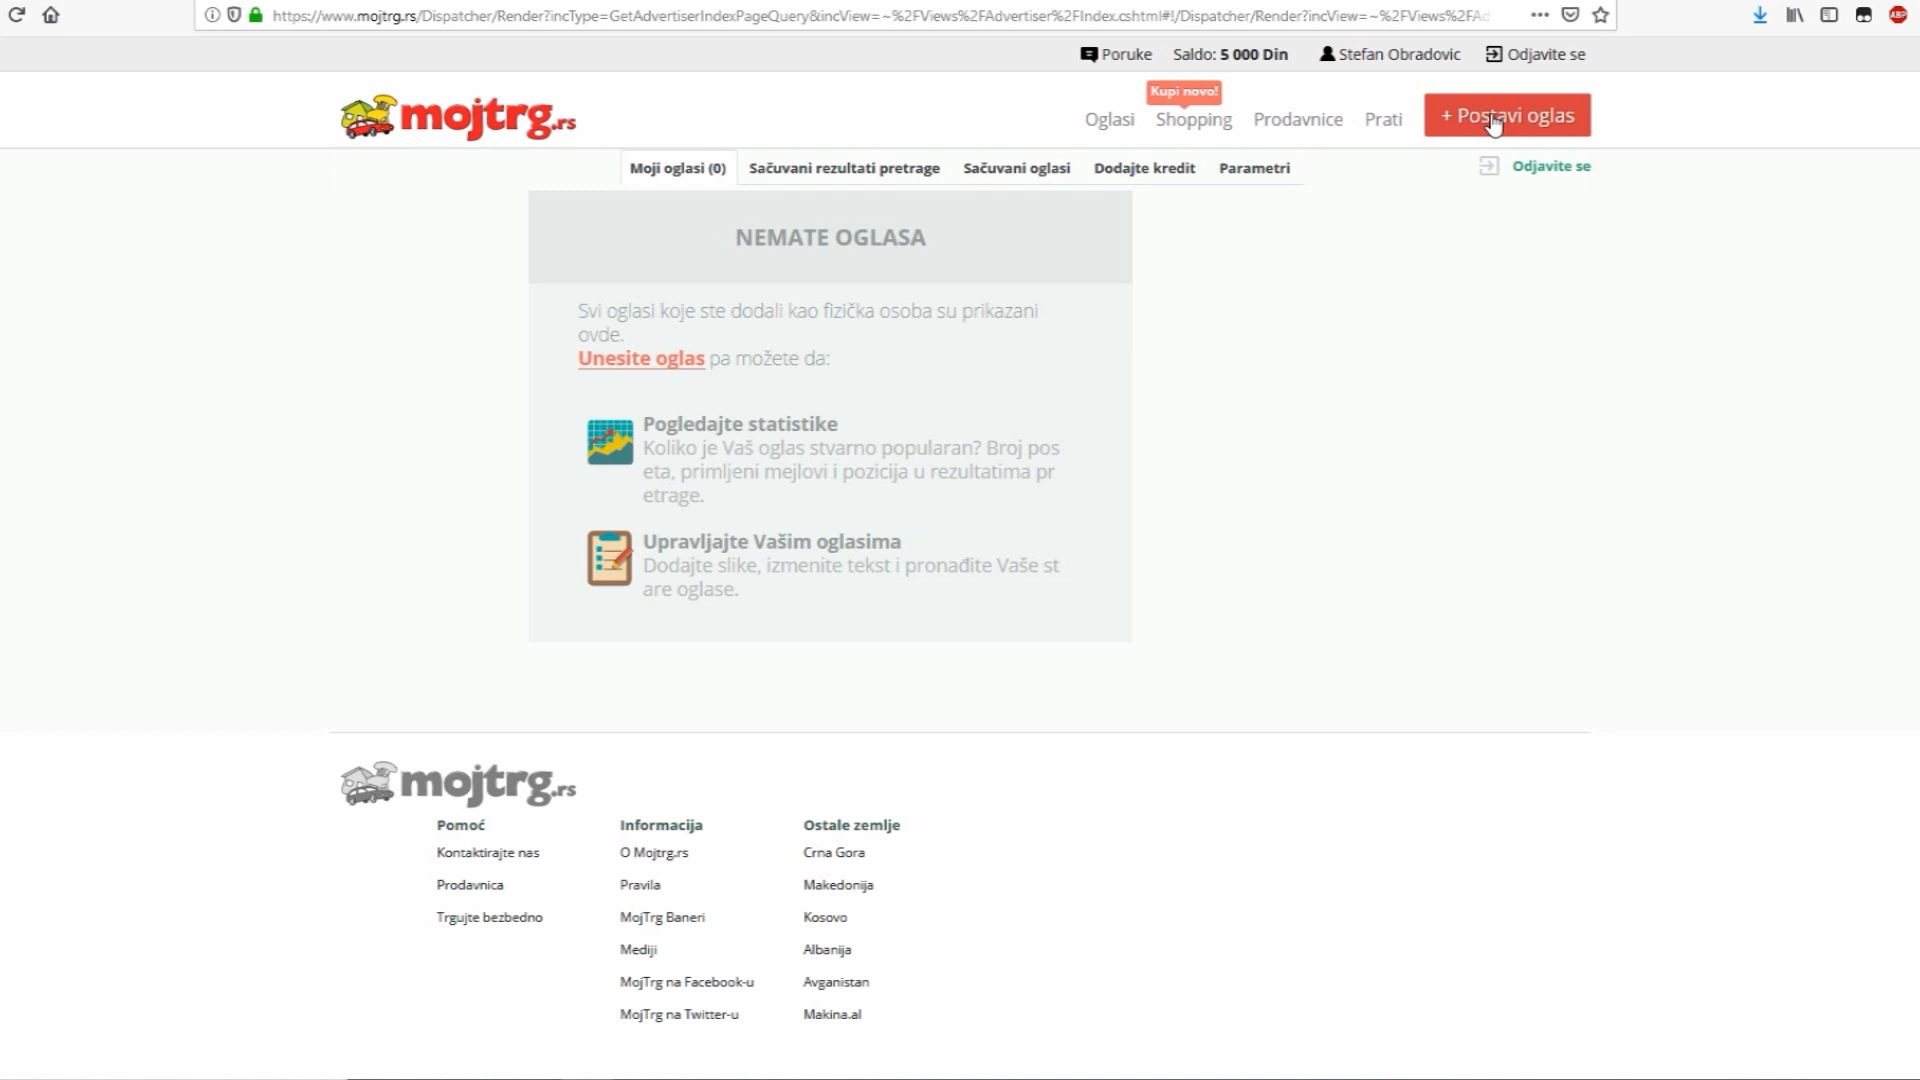 https://www.mojtrg.rs/Dispatcher/Render?incType=GetAdvertiserIndexPageQuery&incView=~%2FViews%2FAdvertiser%2FIndex.cshtml#!/Dispatcher/Render?incView=~%2FViews%2FAd
ABP
Poruke Saldo: 5 000 Din Stefan Obradovic Odjavite se
Kupi novo!
mojtrg.rs Oglasi Shopping Prodavnice Prati + Postavi oglas
Moji oglasi (0) Sačuvani rezultati pretrage Sačuvani oglasi Dodajte kredit Parametri Odjavite se
NEMATE OGLASA
Svi oglasi koje ste dodali kao fizička osoba su prikazani
ovde.
Unesite oglas pa možete da:
Pogledajte statistike
Koliko je Vaš oglas stvarno popularan? Broj pos
eta, primljeni mejlovi i pozicija u rezultatima pr
etrage.
Upravljajte Vašim oglasima
Dodajte slike, izmenite tekst i pronađite Vaše st
are oglase.
mojtrg.rs
Pomoć Informacija Ostale zemlje
Kontaktirajte nas O Mojtrg.rs Crna Gora
Prodavnica Pravila Makedonija
Trgujte bezbedno MojTrg Baneri Kosovo
Mediji Albanija
MojTrg na Facebook-u Avganistan
MojTrg na Twitter-u Makina.al